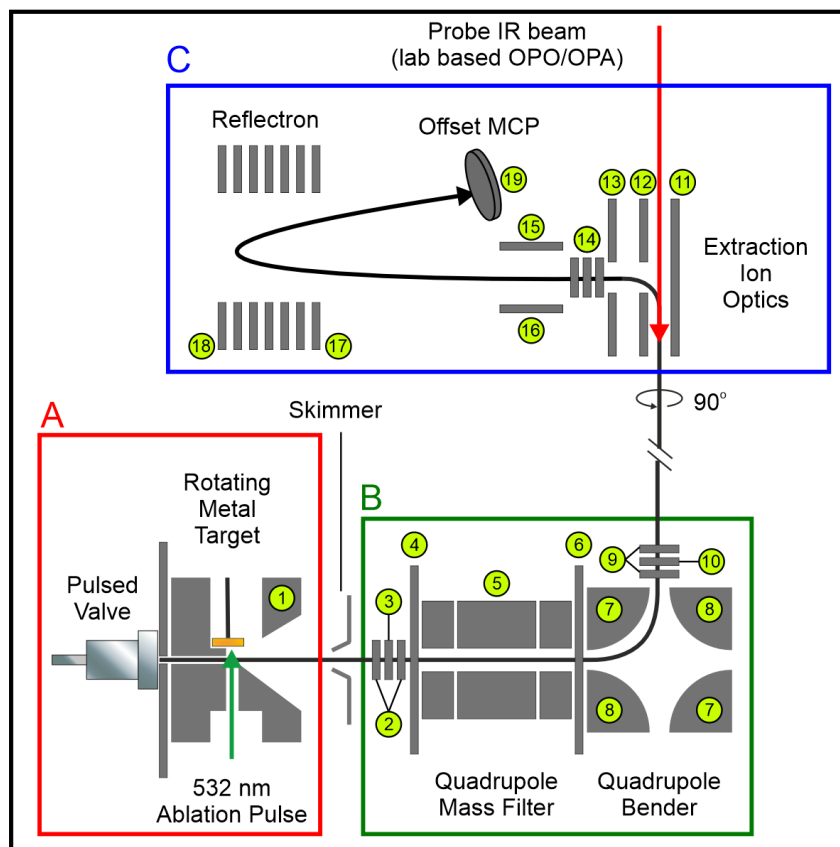 Probe IR beam
(lab based OPO/OPA)
C
Reflectron
Offset MCP
19
13
12
11
15
14
Extraction
Ion
Optics
16
18
17
90°
Skimmer
A
Rotating
Metal
Target
B
4
6
9
10
Pulsed
Valve
1
3
5
7
8
2
8
7
532 nm
Ablation Pulse
Quadrupole
Mass Filter
Quadrupole
Bender